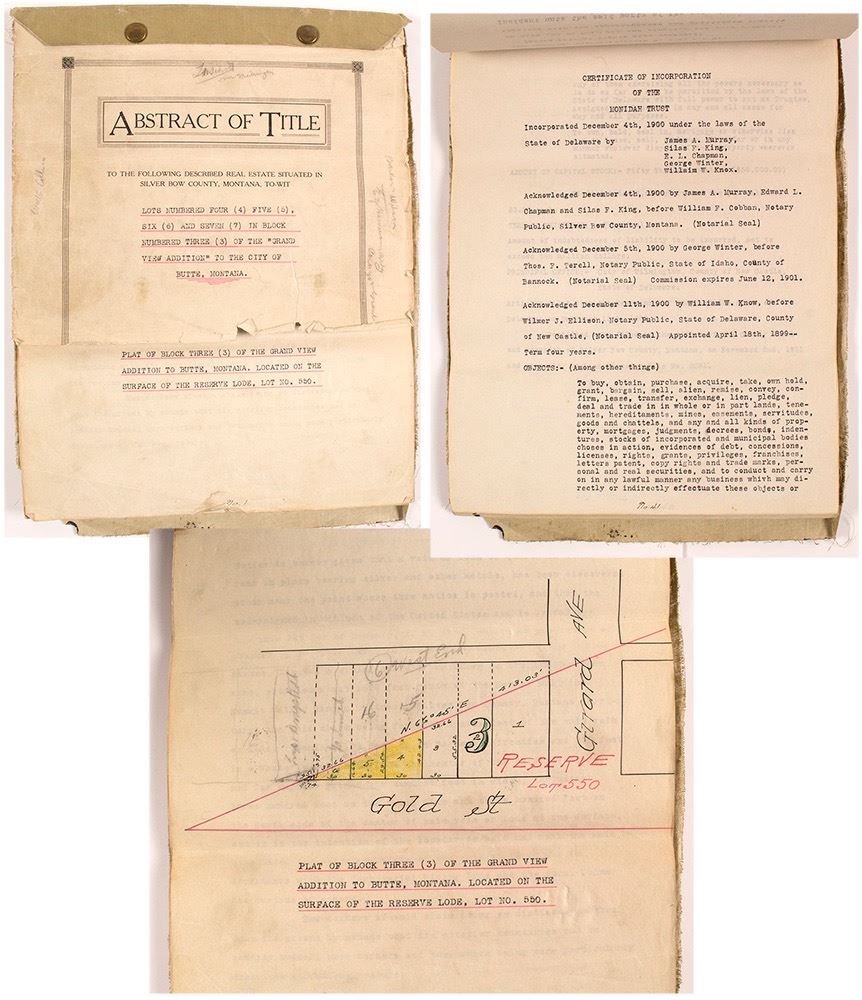 ABSTRACT OF TITLE
TO THE FOLLOWING DESCRIBED REAL ESTATE SITUATED IN
SILVER BOW COUNTY, MONTANA, TO-WIT
LOTS NUMBERED FOUR (4) FIVE (5),
SIX (6) AND SEVEN (7) IN BLOCK
NUMBERED THREE (3) OF THE "GRAND
VIEW ADDITION" TO THE CITY OF
BUTTE, MONTANA.
PLAT OF BLOCK THREE (3) OF THE GRAND VIEW
ADDITION TO BUTTE, MONTANA. LOCATED ON THE
SURFACE OF THE RESERVE LODE, LOT NO. 550.
CERTIFICATE OF INCORPORATION
OF THE
MONIDAH TRUST
Incorporated December 4th, 1900 under the laws of the
State of Delaware by James A. Murray,
Silas F. King,
E. L. Chapman,
George Winter,
Willaim W. Knox.
Acknowledged December 4th, 1900 by James A. Murray, Edward L.
Chapman and Silas F. King, before William F. Cobban, Notary
Public, Silver Bow County, Montana. (Notarial Seal)
Acknowledged December 5th, 1900 by George Winter, before
Thos. F. Terell, Notary Public, State of Idaho, County of
Bannock. (Notarial Seal) Commission expires June 12, 1901.
Acknowledged December 11th, 1900 by William W. Know, before
Wilmer J. Ellison, Notary Public, State of Delaware, County
of New Castle, (Notarial Seal) Appointed April 18th, 1899--
Term four years.
OBJECTS:- (Among other things)
To buy, obtain, purchase, acquire, take, own hold,
grant, bargain, sell, alien, remise, convey, con-
firm, lease, transfer, exchange, lien, pledge,
deal and trade in in whole or in part lands, tene-
ments, hereditaments, mines, easements, servitudes,
goods and chattels, and any and all kinds of prop-
erty, mortgages, judgments, decrees, bonds, inden-
tures, stocks of incorporated and municipal bodies
choses in action, evidences of debt, concessions,
licenses, rights, grants, privileges, franchises,
letters patent, copy rights and trade marks, per-
sonal and real securities, and to conduct and carry
on in any lawful manner any business whivh may di-
rectly or indirectly effectuate these objects or
West End
Girard AVE
413.03'
N. 66° 45' E
3
1
RESERVE
Lot 550
Gold St
PLAT OF BLOCK THREE (3) OF THE GRAND VIEW
ADDITION TO BUTTE, MONTANA. LOCATED ON THE
SURFACE OF THE RESERVE LODE, LOT NO. 550.